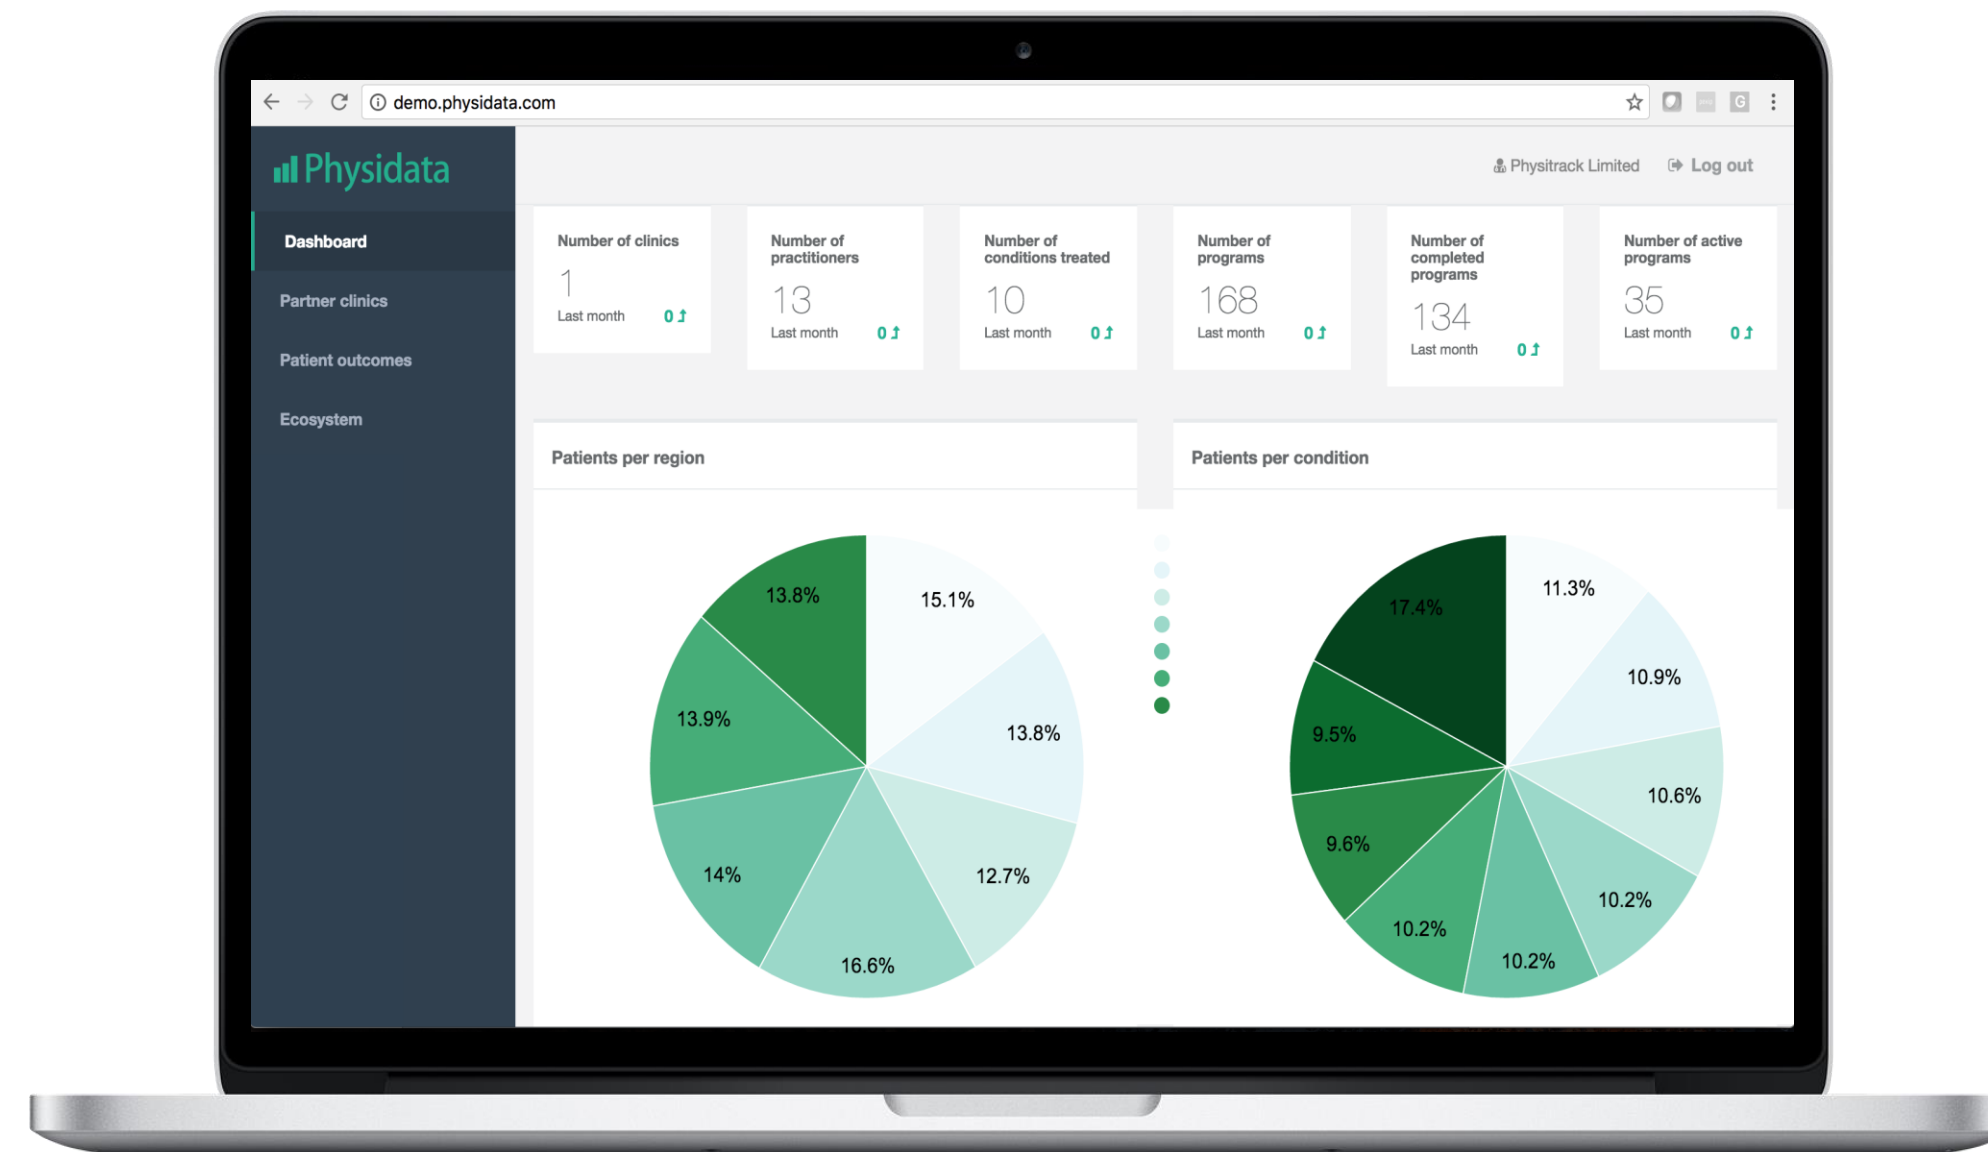 demo.physidata.com
Physidata
Physitrack Limited
Log out
Dashboard
Partner clinics
Patient outcomes
Ecosystem
Number of clinics
1
Last month 0
Number of
practitioners
13
Last month 0
Number of
conditions treated
10
Last month 0
Number of
programs
168
Last month 0
Number of
completed
programs
134
Last month 0
Number of active
programs
35
Last month 0
Patients per region
13.8%
15.1%
13.9%
13.8%
14%
12.7%
16.6%
Patients per condition
17.4%
11.3%
10.9%
9.5%
10.6%
9.6%
10.2%
10.2%
10.2%